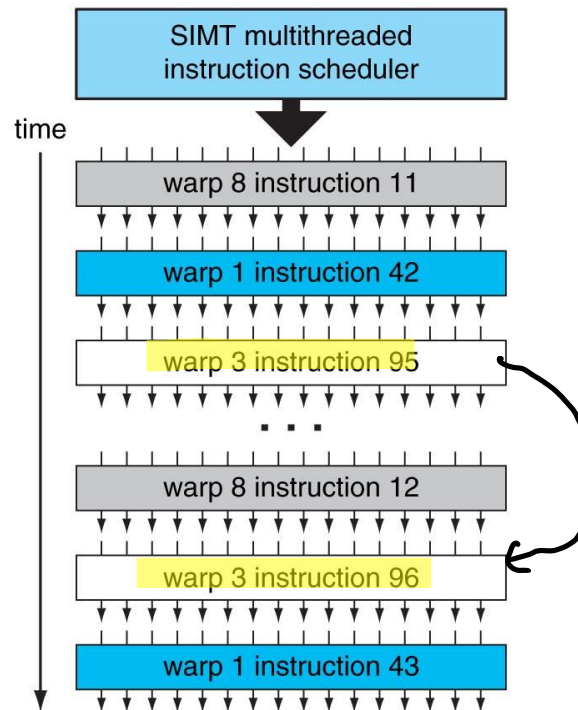 SIMT multithreaded
instruction scheduler
time
warp 8 instruction 11
warp 1 instruction 42
warp 3 instruction 95
. . .
warp 8 instruction 12
warp 3 instruction 96
warp 1 instruction 43